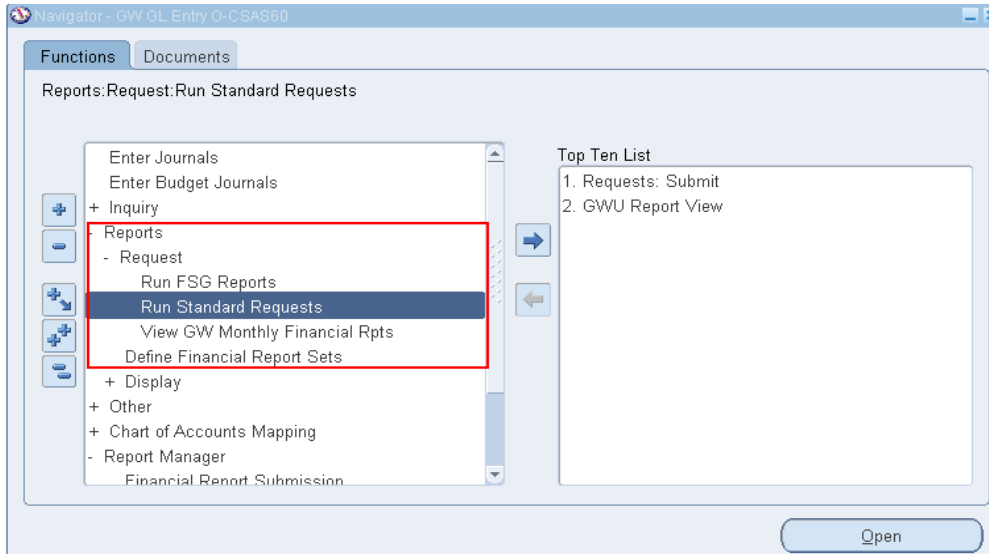 Navigator - GW GL Entry O-CSAS60
Functions Documents
Reports:Request:Run Standard Requests
Enter Journals
Enter Budget Journals
+ Inquiry
- Reports
- Request
Run FSG Reports
Run Standard Requests
View GW Monthly Financial Rpts
Define Financial Report Sets
+ Display
+ Other
+ Chart of Accounts Mapping
- Report Manager
Financial Report Submission
Top Ten List
1. Requests: Submit
2. GWU Report View
Open